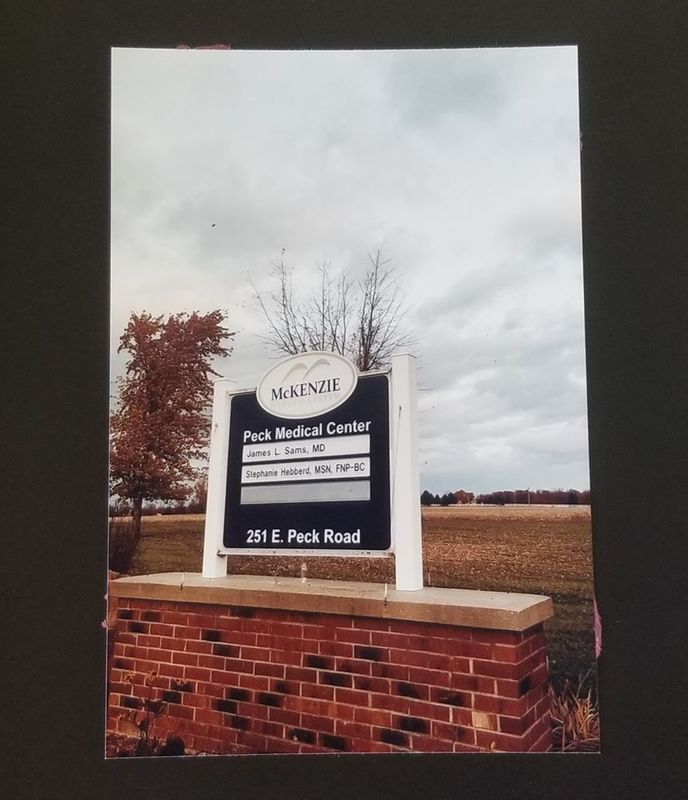 McKENZIE
Peck Medical Center
James L. Sams, MD
Stephanie Hebberd, MSN, FNP-BC
251 E. Peck Road